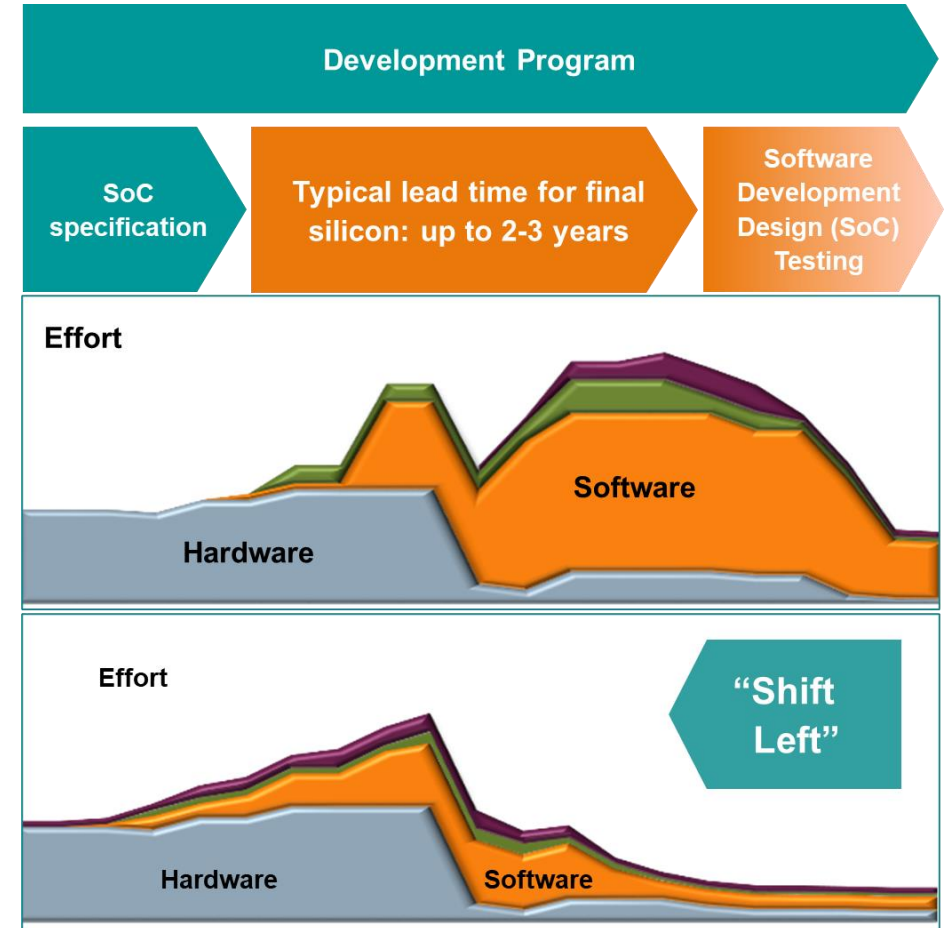 Development Program
SoC
specification
Typical lead time for final
silicon: up to 2-3 years
Software
Development
Design (SoC)
Testing
Effort
Software
Hardware
Effort
“Shift
Left”
Hardware
Software